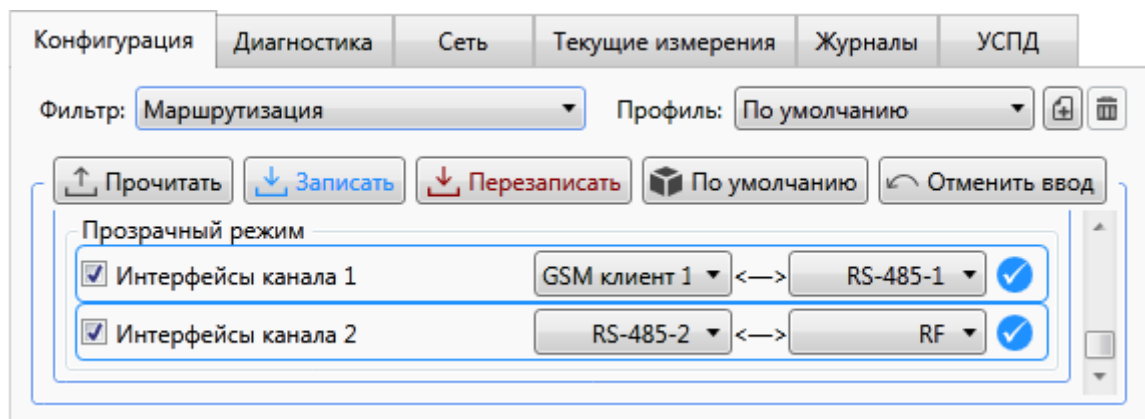 Конфигурация Диагностика Сеть Текущие измерения Журналы УСПД
Фильтр: Маршрутизация Профиль: По умолчанию
Прочитать Записать Перезаписать По умолчанию Отменить ввод
Прозрачный режим
Интерфейсы канала 1 GSM клиент 1 <—> RS-485-1
Интерфейсы канала 2 RS-485-2 <—> RF